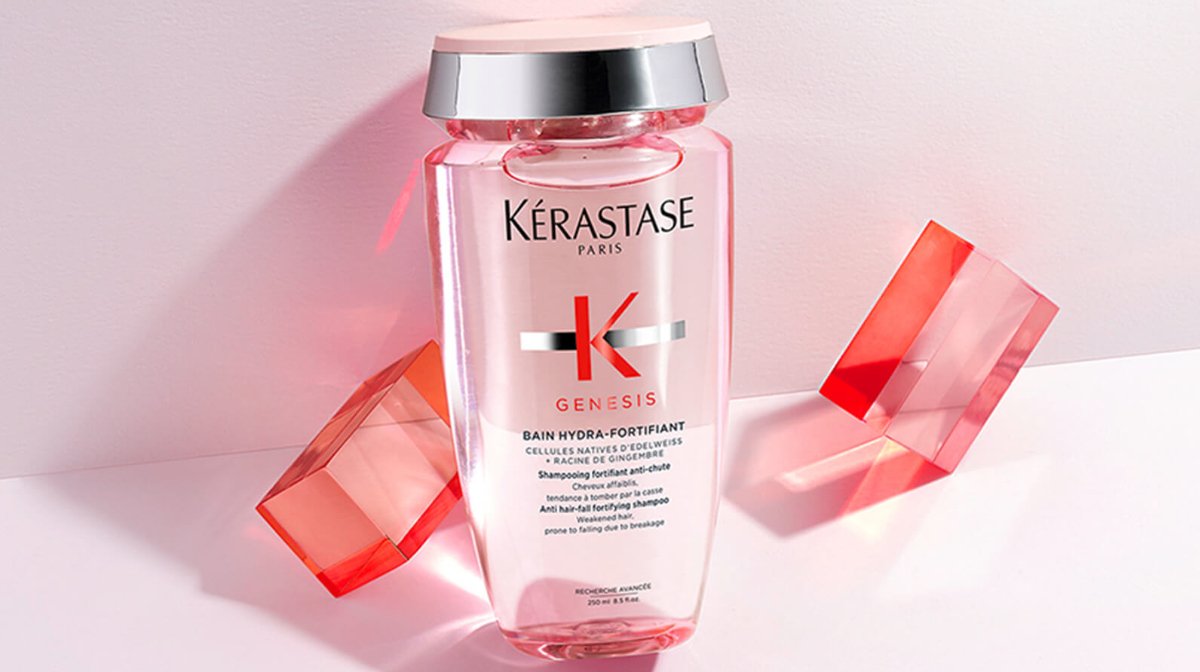 KÉRASTASE
PARIS
K
GENESIS
BAIN HYDRA-FORTIFIANT
CELLULES NATIVES D'EDELWEISS
+ RACINE DE GINGEMBRE
Shampooing fortifiant anti-chute
Cheveux affaiblis,
tendance à tomber par la casse
Anti hair-fall fortifying shampoo
Weakened hair,
prone to falling due to breakage
RECHERCHE AVANCÉE
250 ml 8.5 fl.oz.